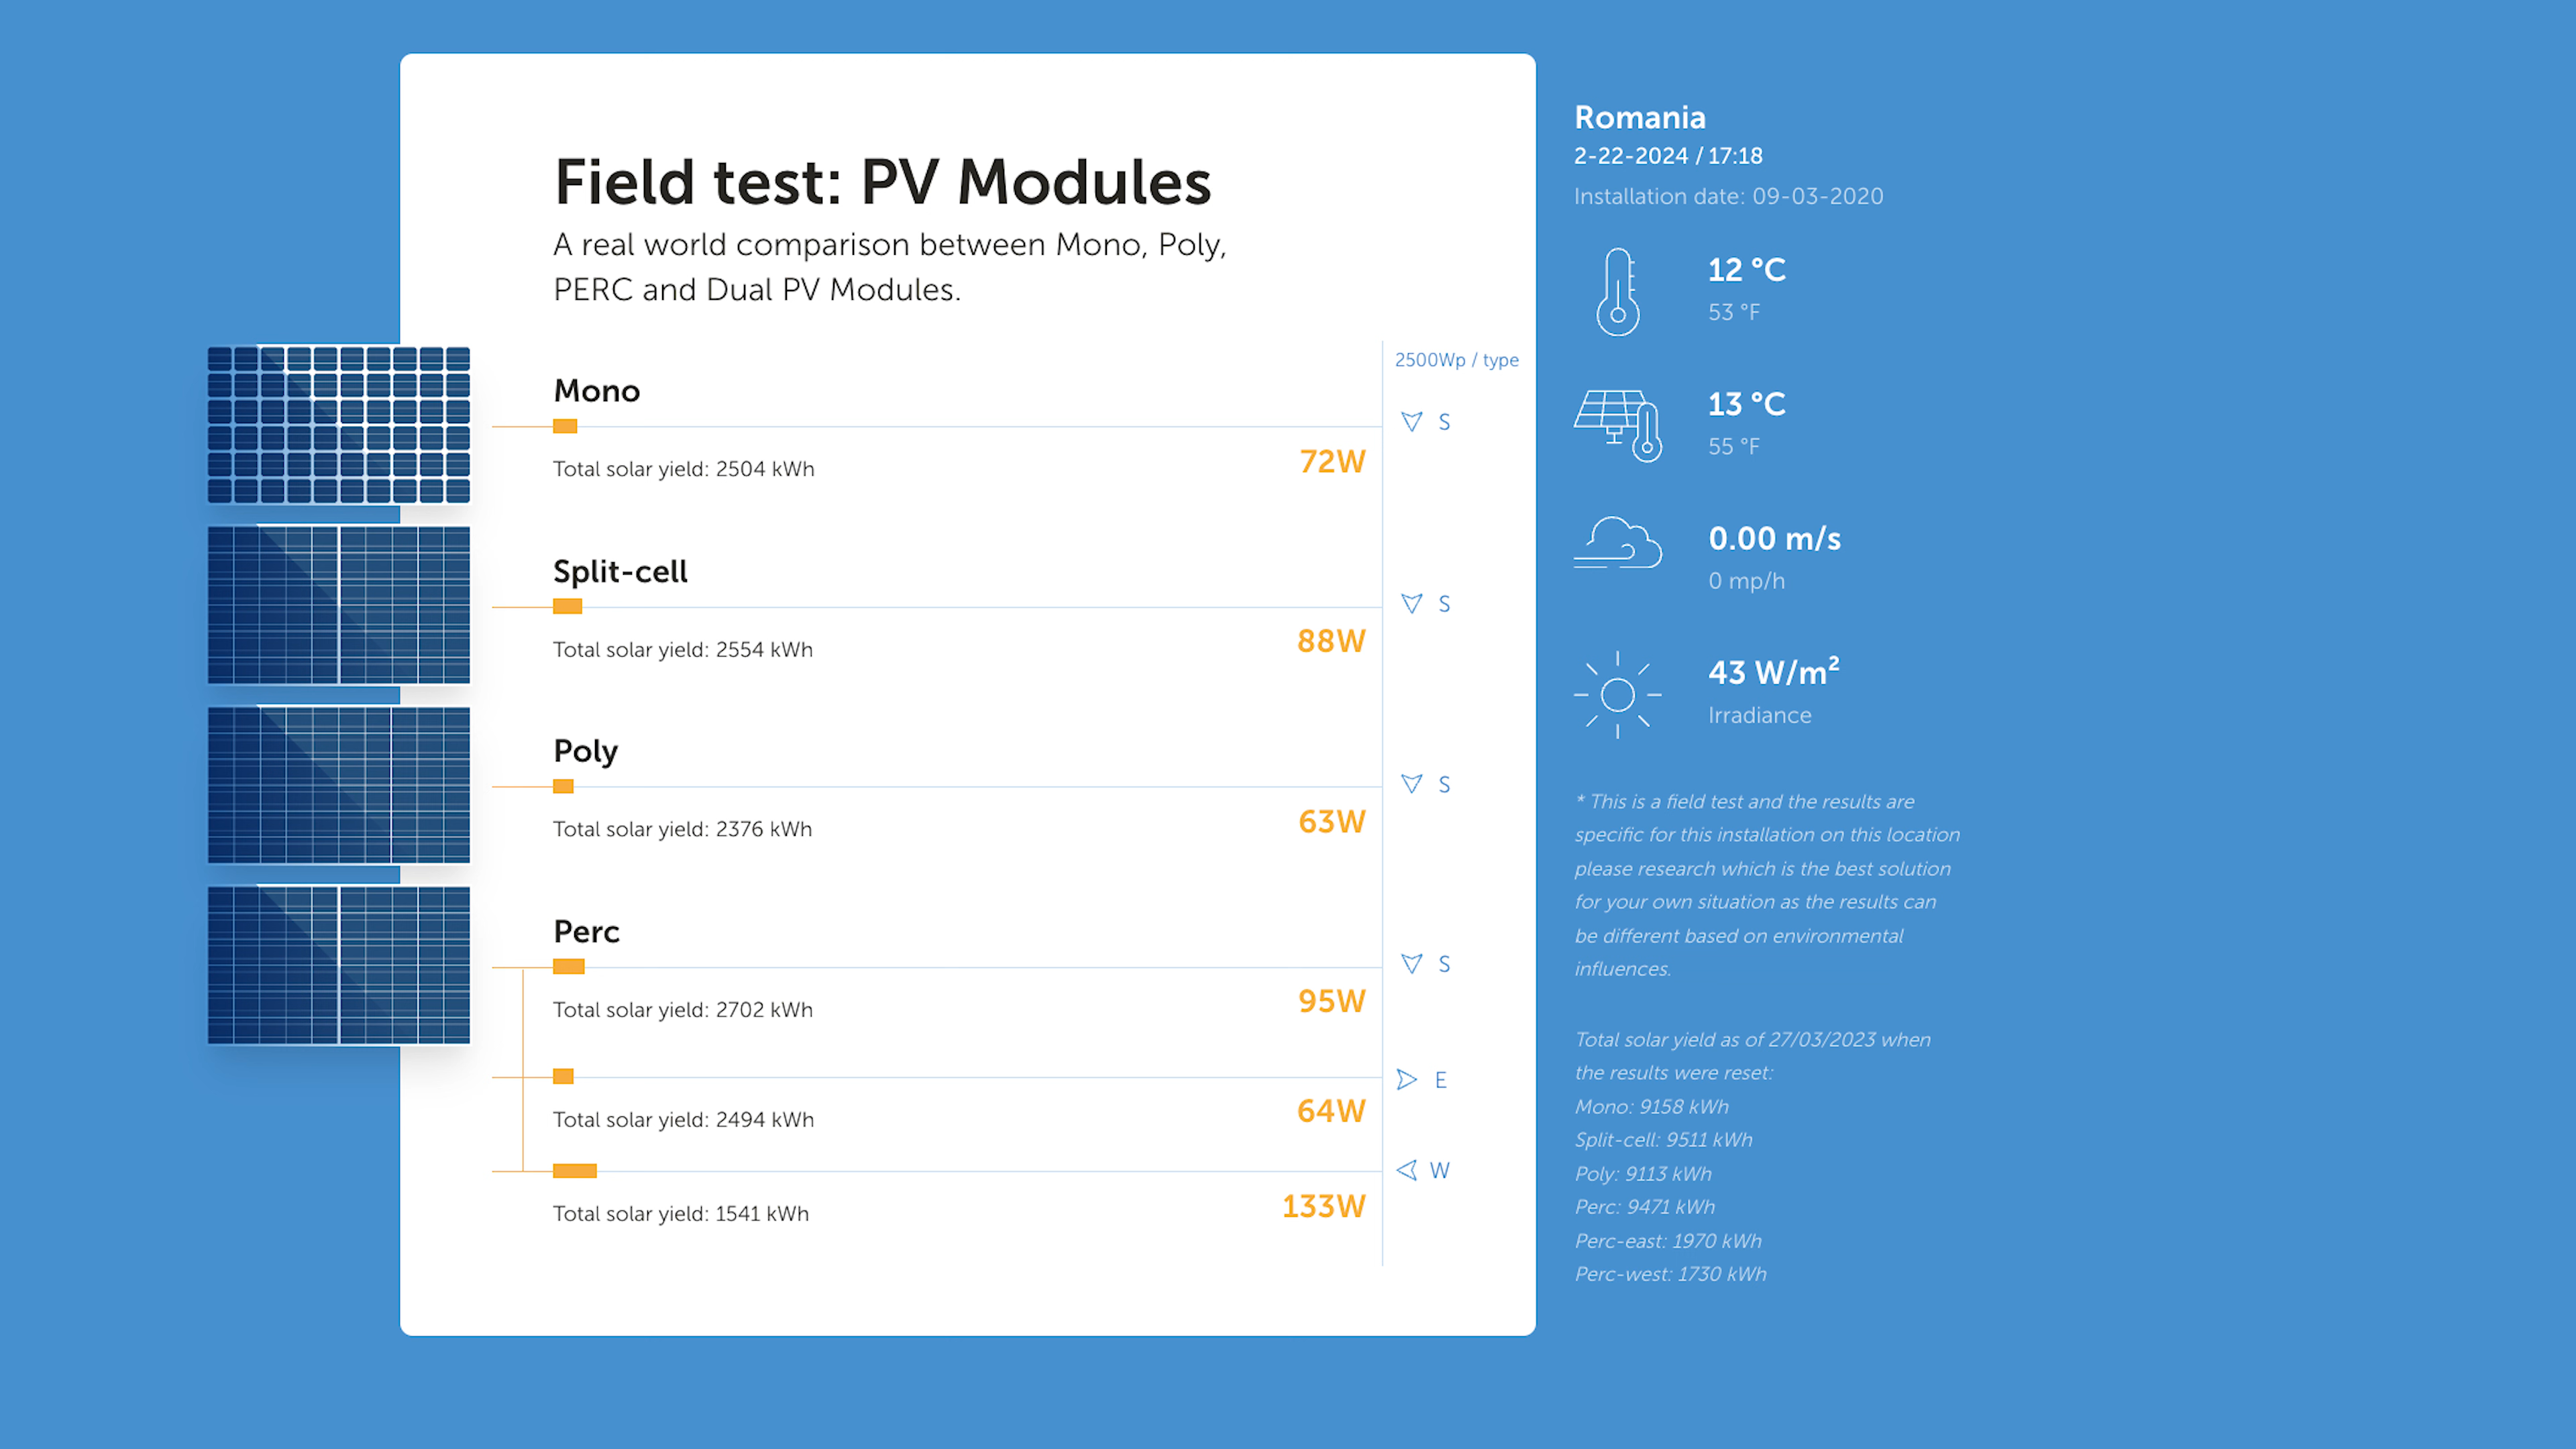 Field test: PV Modules
A real world comparison between Mono, Poly,
PERC and Dual PV Modules.
2500Wp / type
Mono
S
Total solar yield: 2504 kWh
72W
Split-cell
S
Total solar yield: 2554 kWh
88W
Poly
S
Total solar yield: 2376 kWh
63W
Perc
S
Total solar yield: 2702 kWh
95W
E
Total solar yield: 2494 kWh
64W
W
Total solar yield: 1541 kWh
133W
Romania
2-22-2024 / 17:18
Installation date: 09-03-2020
12 °C
53 °F
13 °C
55 °F
0.00 m/s
0 mp/h
43 W/m²
Irradiance
* This is a field test and the results are
specific for this installation on this location
please research which is the best solution
for your own situation as the results can
be different based on environmental
influences.
Total solar yield as of 27/03/2023 when
the results were reset:
Mono: 9158 kWh
Split-cell: 9511 kWh
Poly: 9113 kWh
Perc: 9471 kWh
Perc-east: 1970 kWh
Perc-west: 1730 kWh